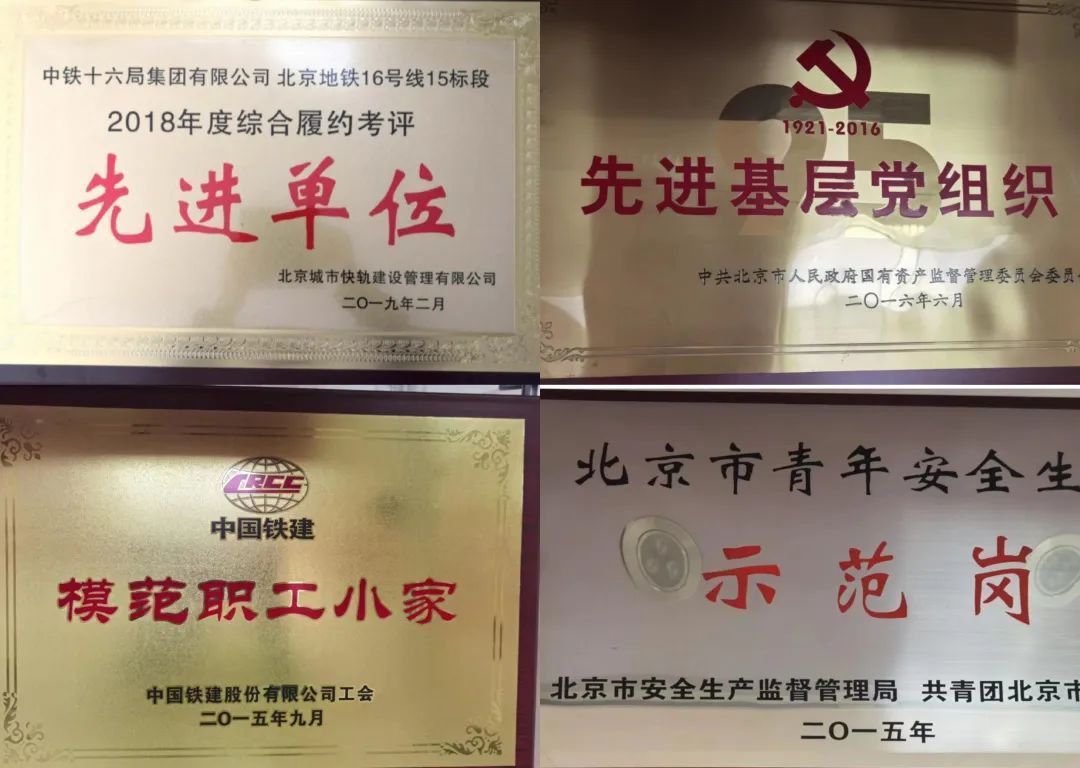 中铁十六局集团有限公司 北京地铁16号线15标段
2018年度综合履约考评
先进单位
北京城市快轨建设管理有限公司
二〇一九年二月
95
1921-2016
先进基层党组织
中共北京市人民政府国有资产监督管理委员会委员
二〇一六年六月
CRCC
中国铁建
模范职工小家
中国铁建股份有限公司工会
二〇一五年九月
北京市青年安全生
示范岗
北京市安全生产监督管理局 共青团北京市
二〇一五年